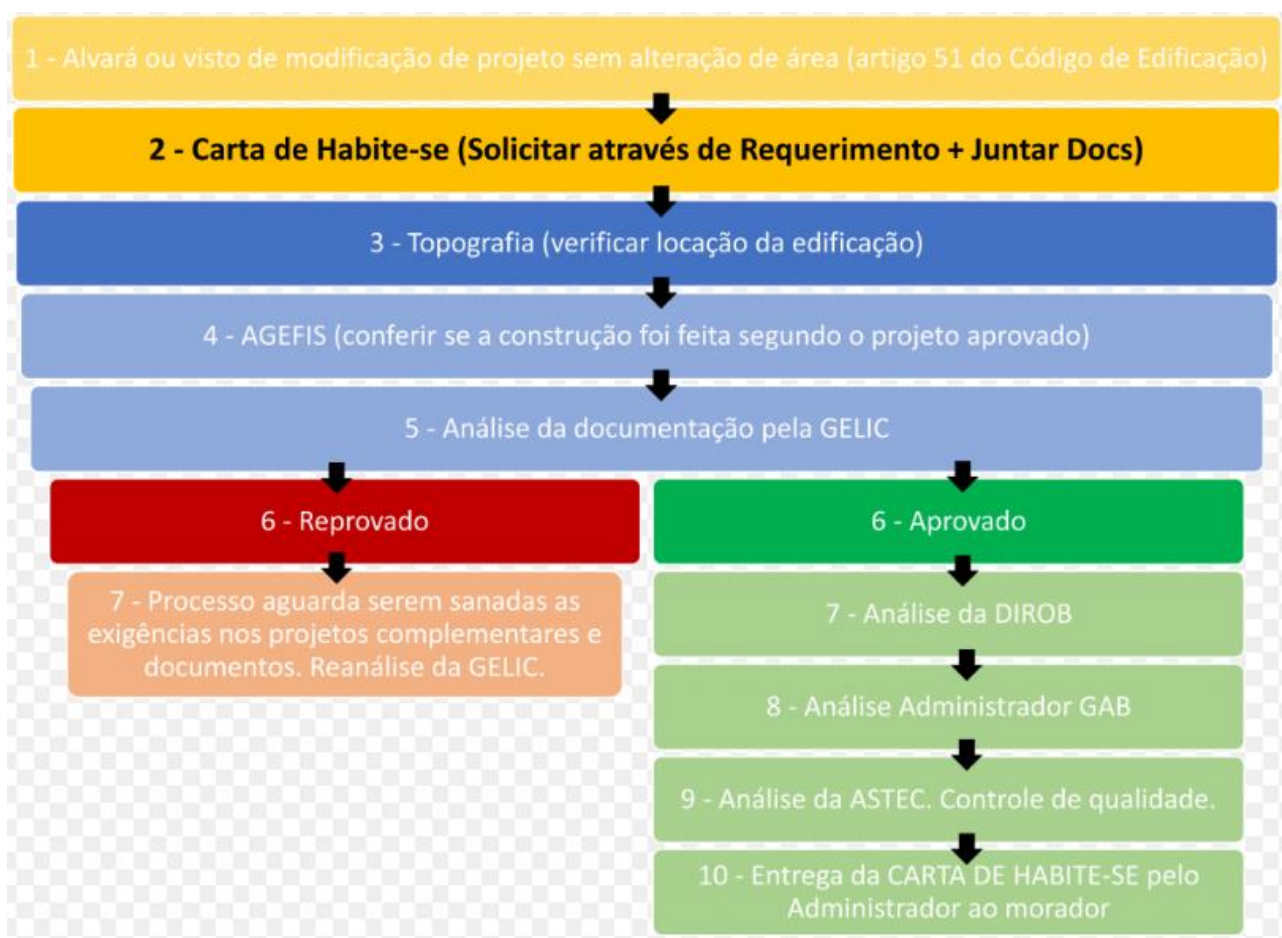 1 - Alvará ou visto de modificação de projeto sem alteração de área (artigo 51 do Código de Edificação)
2 - Carta de Habite-se (Solicitar através de Requerimento + Juntar Docs)
3 - Topografia (verificar locação da edificação)
4 - AGEFIS (conferir se a construção foi feita segundo o projeto aprovado)
5 - Análise da documentação pela GELIC
6 - Reprovado
7 - Processo aguarda serem sanadas as
exigências nos projetos complementares e
documentos. Reanálise da GELIC.
6 - Aprovado
7 - Análise da DIROB
8 - Análise Administrador GAB
9 - Análise da ASTEC. Controle de qualidade.
10 - Entrega da CARTA DE HABITE-SE pelo
Administrador ao morador